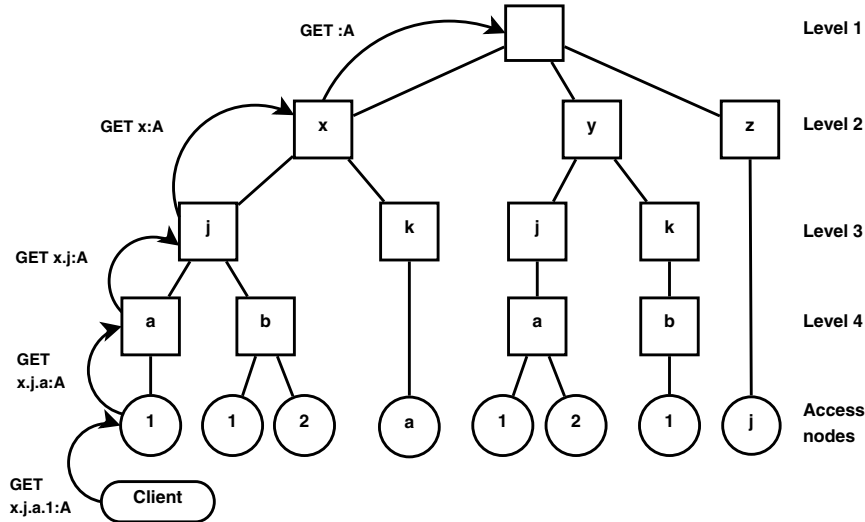 GET :A
Level 1
GET x:A
x
y
z
Level 2
j
k
j
k
Level 3
GET x.j:A
a
b
a
b
Level 4
GET
x.j.a:A
1
1
2
a
1
2
1
j
Access
nodes
GET
x.j.a.1:A
Client